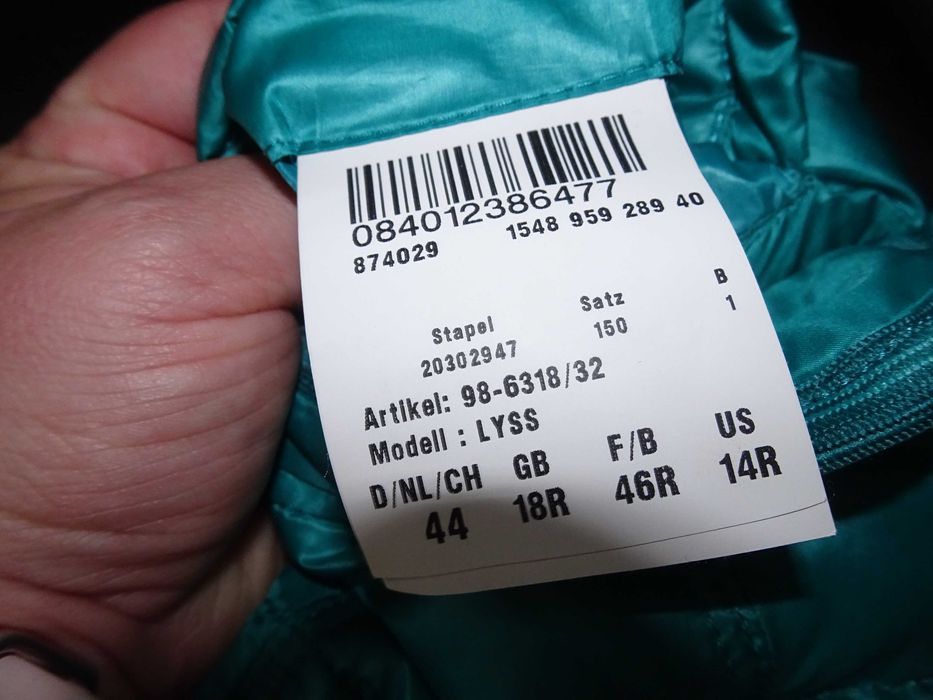 084012386477
874029 1548 959 289 40
Stapel Satz B
20302947 150 1
Artikel: 98-6318/32
Modell : LYSS
D/NL/CH GB F/B US
44 18R 46R 14R